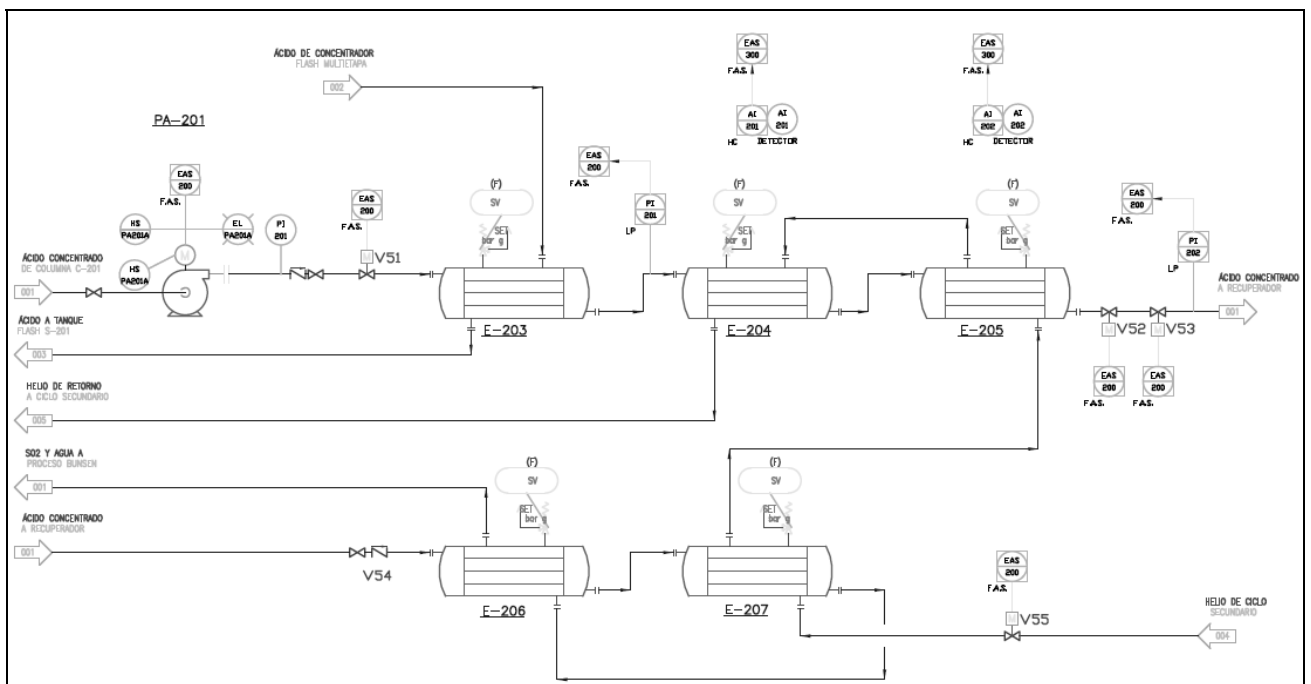 ÁCIDO DE CONCENTRADOR
FLASH MULTIETAPA
002
EAS
300
F.A.S.
AI
201
AI
201
HC DETECTOR
EAS
300
F.A.S.
AI
202
AI
202
HC DETECTOR
PA-201
EAS
200
F.A.S.
HS
PA201A
EL
PA201A
PI
201
HS
PA201A
M
EAS
200
F.A.S.
M
V51
(F)
SV
SET
bar g
EAS
200
F.A.S.
PI
201
LP
(F)
SV
SET
bar g
(F)
SV
SET
bar g
EAS
200
F.A.S.
PI
202
LP
ÁCIDO CONCENTRADO
DE COLUMNA C-201
001
E-203
E-204
E-205
ÁCIDO CONCENTRADO
A RECUPERADOR
001
M
V52
M
V53
EAS
200
F.A.S.
EAS
200
F.A.S.
ÁCIDO A TANQUE
FLASH S-201
003
HELIO DE RETORNO
A CICLO SECUNDARIO
005
SO2 Y AGUA A
PROCESO BUNSEN
001
(F)
SV
SET
bar g
(F)
SV
SET
bar g
ÁCIDO CONCENTRADO
A RECUPERADOR
001
V54
E-206
E-207
EAS
200
F.A.S.
M
V55
HELIO DE CICLO
SECUNDARIO
004